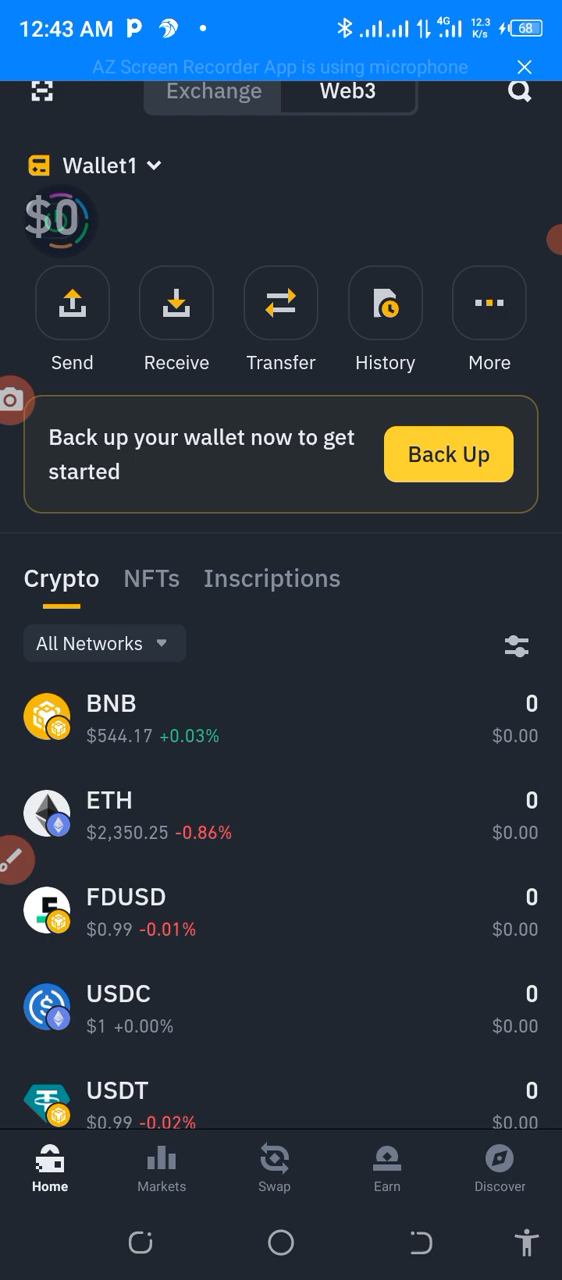 12:43 AM
4G
12.3
K/s
68
AZ Screen Recorder App is using microphone
Exchange
Web3
Wallet1
$0
Send
Receive
Transfer
History
More
Back up your wallet now to get
started
Back Up
Crypto
NFTs
Inscriptions
All Networks
BNB
0
$544.17 +0.03%
$0.00
ETH
0
$2,350.25 -0.86%
$0.00
FDUSD
0
$0.99 -0.01%
$0.00
USDC
0
$1 +0.00%
$0.00
USDT
0
$0.99 -0.02%
$0.00
Home
Markets
Swap
Earn
Discover